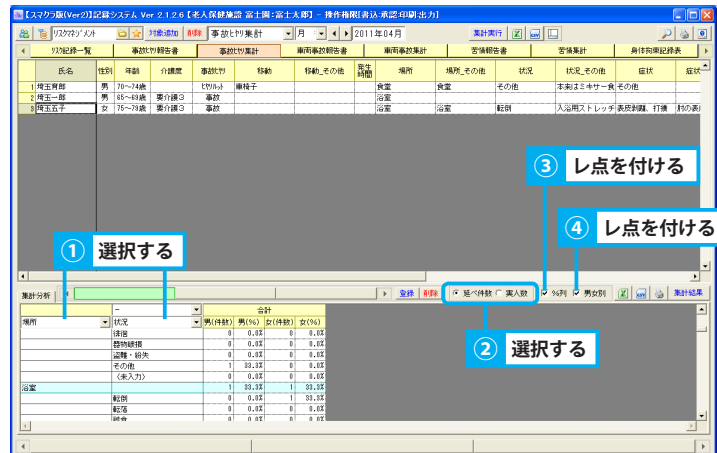 【スマクラ版(Ver2)】記録システム Ver 2.1.2.6【老人保健施設 富士園:富士太郎】 - 操作権限[書込:承認:印刷:出力]
ﾘｽｸﾏﾈｼﾞﾒﾝﾄ 対象追加 削除 事故ﾋﾔﾘ集計 月 2011年04月 集計実行
ﾘｽｸ記録一覧 事故ﾋﾔﾘ報告書 事故ﾋﾔﾘ集計 車両事故報告書 車両事故集計 苦情報告書 苦情集計 身体拘束記録表
氏名 性別 年齢 介護度 事故ﾋﾔﾘ 移動 移動_その他 発生時間 場所 場所_その他 状況 状況_その他 症状 症状
1 埼玉育郎 男 70～74歳 ﾋﾔﾘﾊｯﾄ 車椅子 食堂 食堂 その他 本来はミキサー食 その他
2 埼玉一郎 男 65～69歳 要介護3 事故 浴室
3 埼玉五子 女 75～79歳 要介護3 事故 浴室 浴室 転倒 入浴用ストレッチ 表皮剥離、打撲 肘の表
③ レ点を付ける
④ レ点を付ける
① 選択する
集計分析 登録 削除 延べ件数 実人数 %列 男女別 集計結果
－ 合計
場所 状況 男(件数) 男(%) 女(件数) 女(%)
徘徊 0 0.0% 0 0.0%
器物破損 0 0.0% 0 0.0%
盗難・紛失 0 0.0% 0 0.0%
その他 1 33.3% 0 0.0%
(未入力) 0 0.0% 0 0.0%
浴室 1 33.3% 1 33.3%
転倒 0 0.0% 1 33.3%
転落 0 0.0% 0 0.0%
0 0.0% 0 0.0%
② 選択する